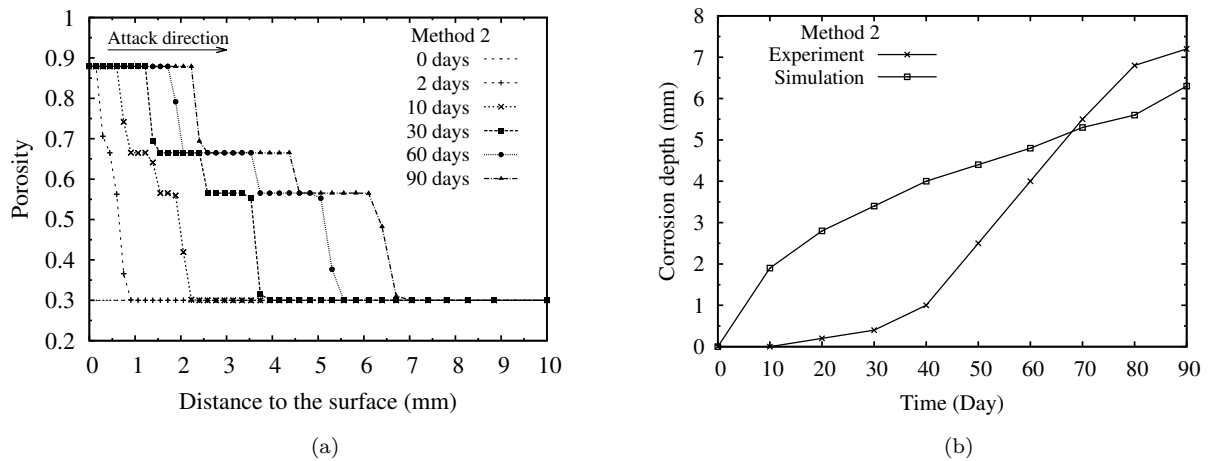 1
0.9
0.8
0.7
0.6
0.5
0.4
0.3
0.2
Porosity
Attack direction
Method 2
0 days
2 days
10 days
30 days
60 days
90 days
0 1 2 3 4 5 6 7 8 9 10
Distance to the surface (mm)
(a)
8
7
6
5
4
3
2
1
0
Corrosion depth (mm)
Method 2
Experiment
Simulation
0 10 20 30 40 50 60 70 80 90
Time (Day)
(b)